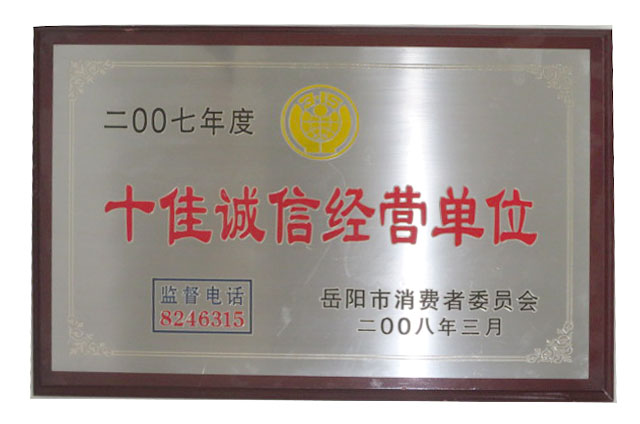 二00七年度
十佳诚信经营单位
监督电话
8246315
岳阳市消费者委员会
二00八年三月